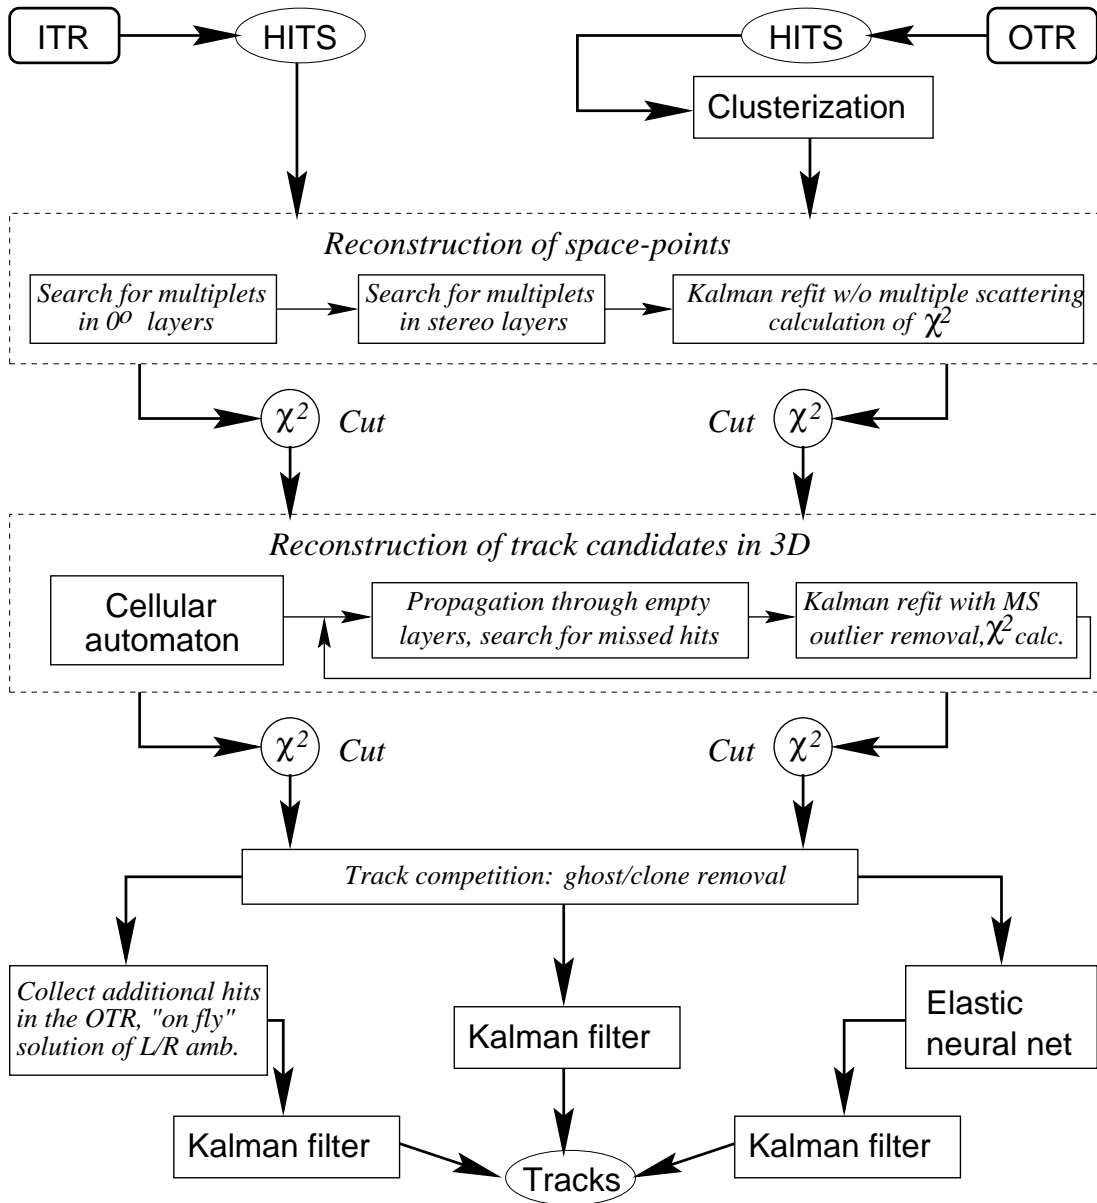 ITR
HITS
HITS
OTR
Clusterization
Reconstruction of space-points
Search for multiplets
in 0º layers
Search for multiplets
in stereo layers
Kalman refit w/o multiple scattering
calculation of χ²
χ²
Cut
Cut
χ²
Reconstruction of track candidates in 3D
Cellular
automaton
Propagation through empty
layers, search for missed hits
Kalman refit with MS
outlier removal, χ² calc.
χ²
Cut
Cut
χ²
Track competition: ghost/clone removal
Collect additional hits
in the OTR, "on fly"
solution of L/R amb.
Kalman filter
Elastic
neural net
Kalman filter
Kalman filter
Tracks